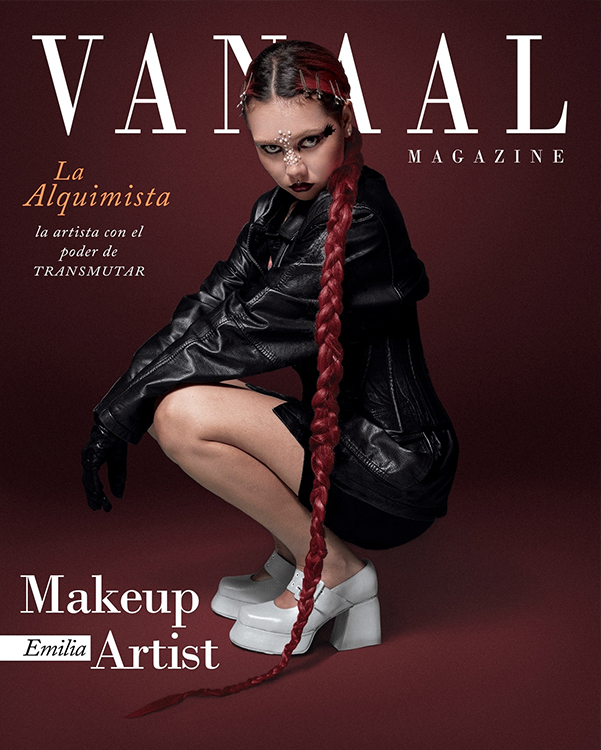 VANAAL
MAGAZINE
La
Alquimista
la artista con el
poder de
TRANSMUTAR
Makeup
Emilia Artist